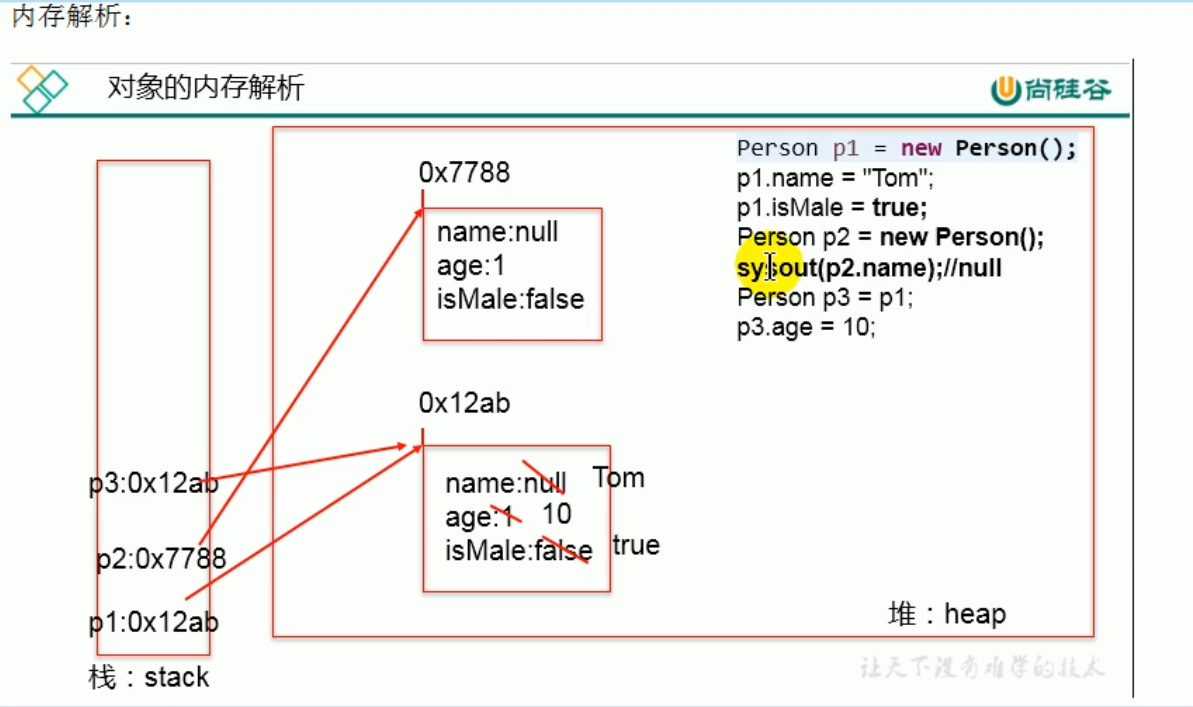 内存解析：
对象的内存解析
尚硅谷
0x7788
name:null
age:1
isMale:false
0x12ab
name:null Tom
age:1 10
isMale:false true
Person p1 = new Person();
p1.name = "Tom";
p1.isMale = true;
Person p2 = new Person();
sysout(p2.name);//null
Person p3 = p1;
p3.age = 10;
p3:0x12ab
p2:0x7788
p1:0x12ab
栈：stack
堆：heap
让天下没有难学的技术